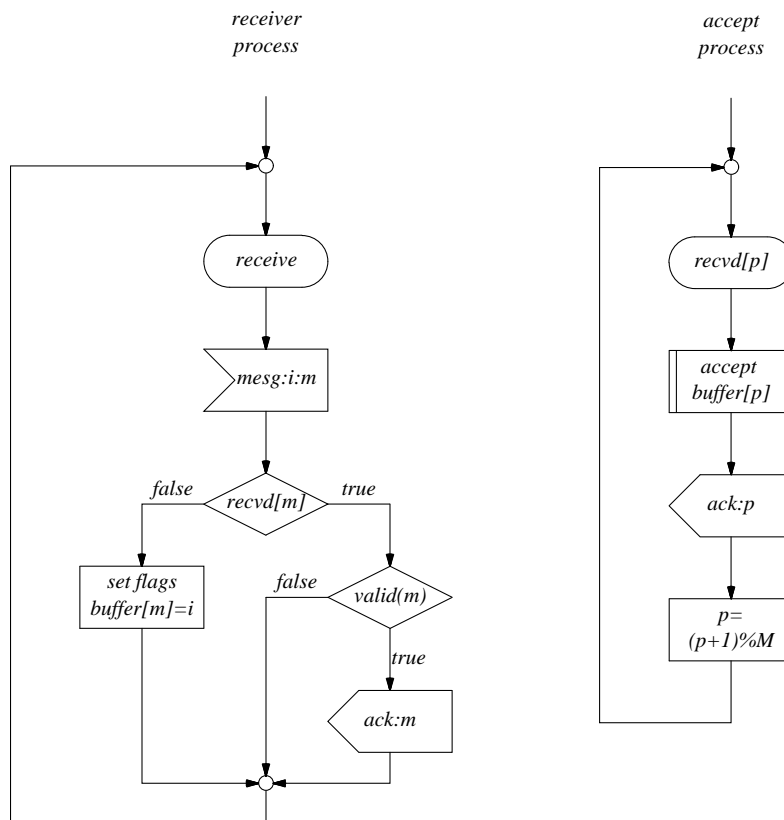 receiver
process
receive
mesg:i:m
recvd[m]
false
true
set flags
buffer[m]=i
false
valid(m)
true
ack:m
accept
process
recvd[p]
accept
buffer[p]
ack:p
p=
(p+1)%M